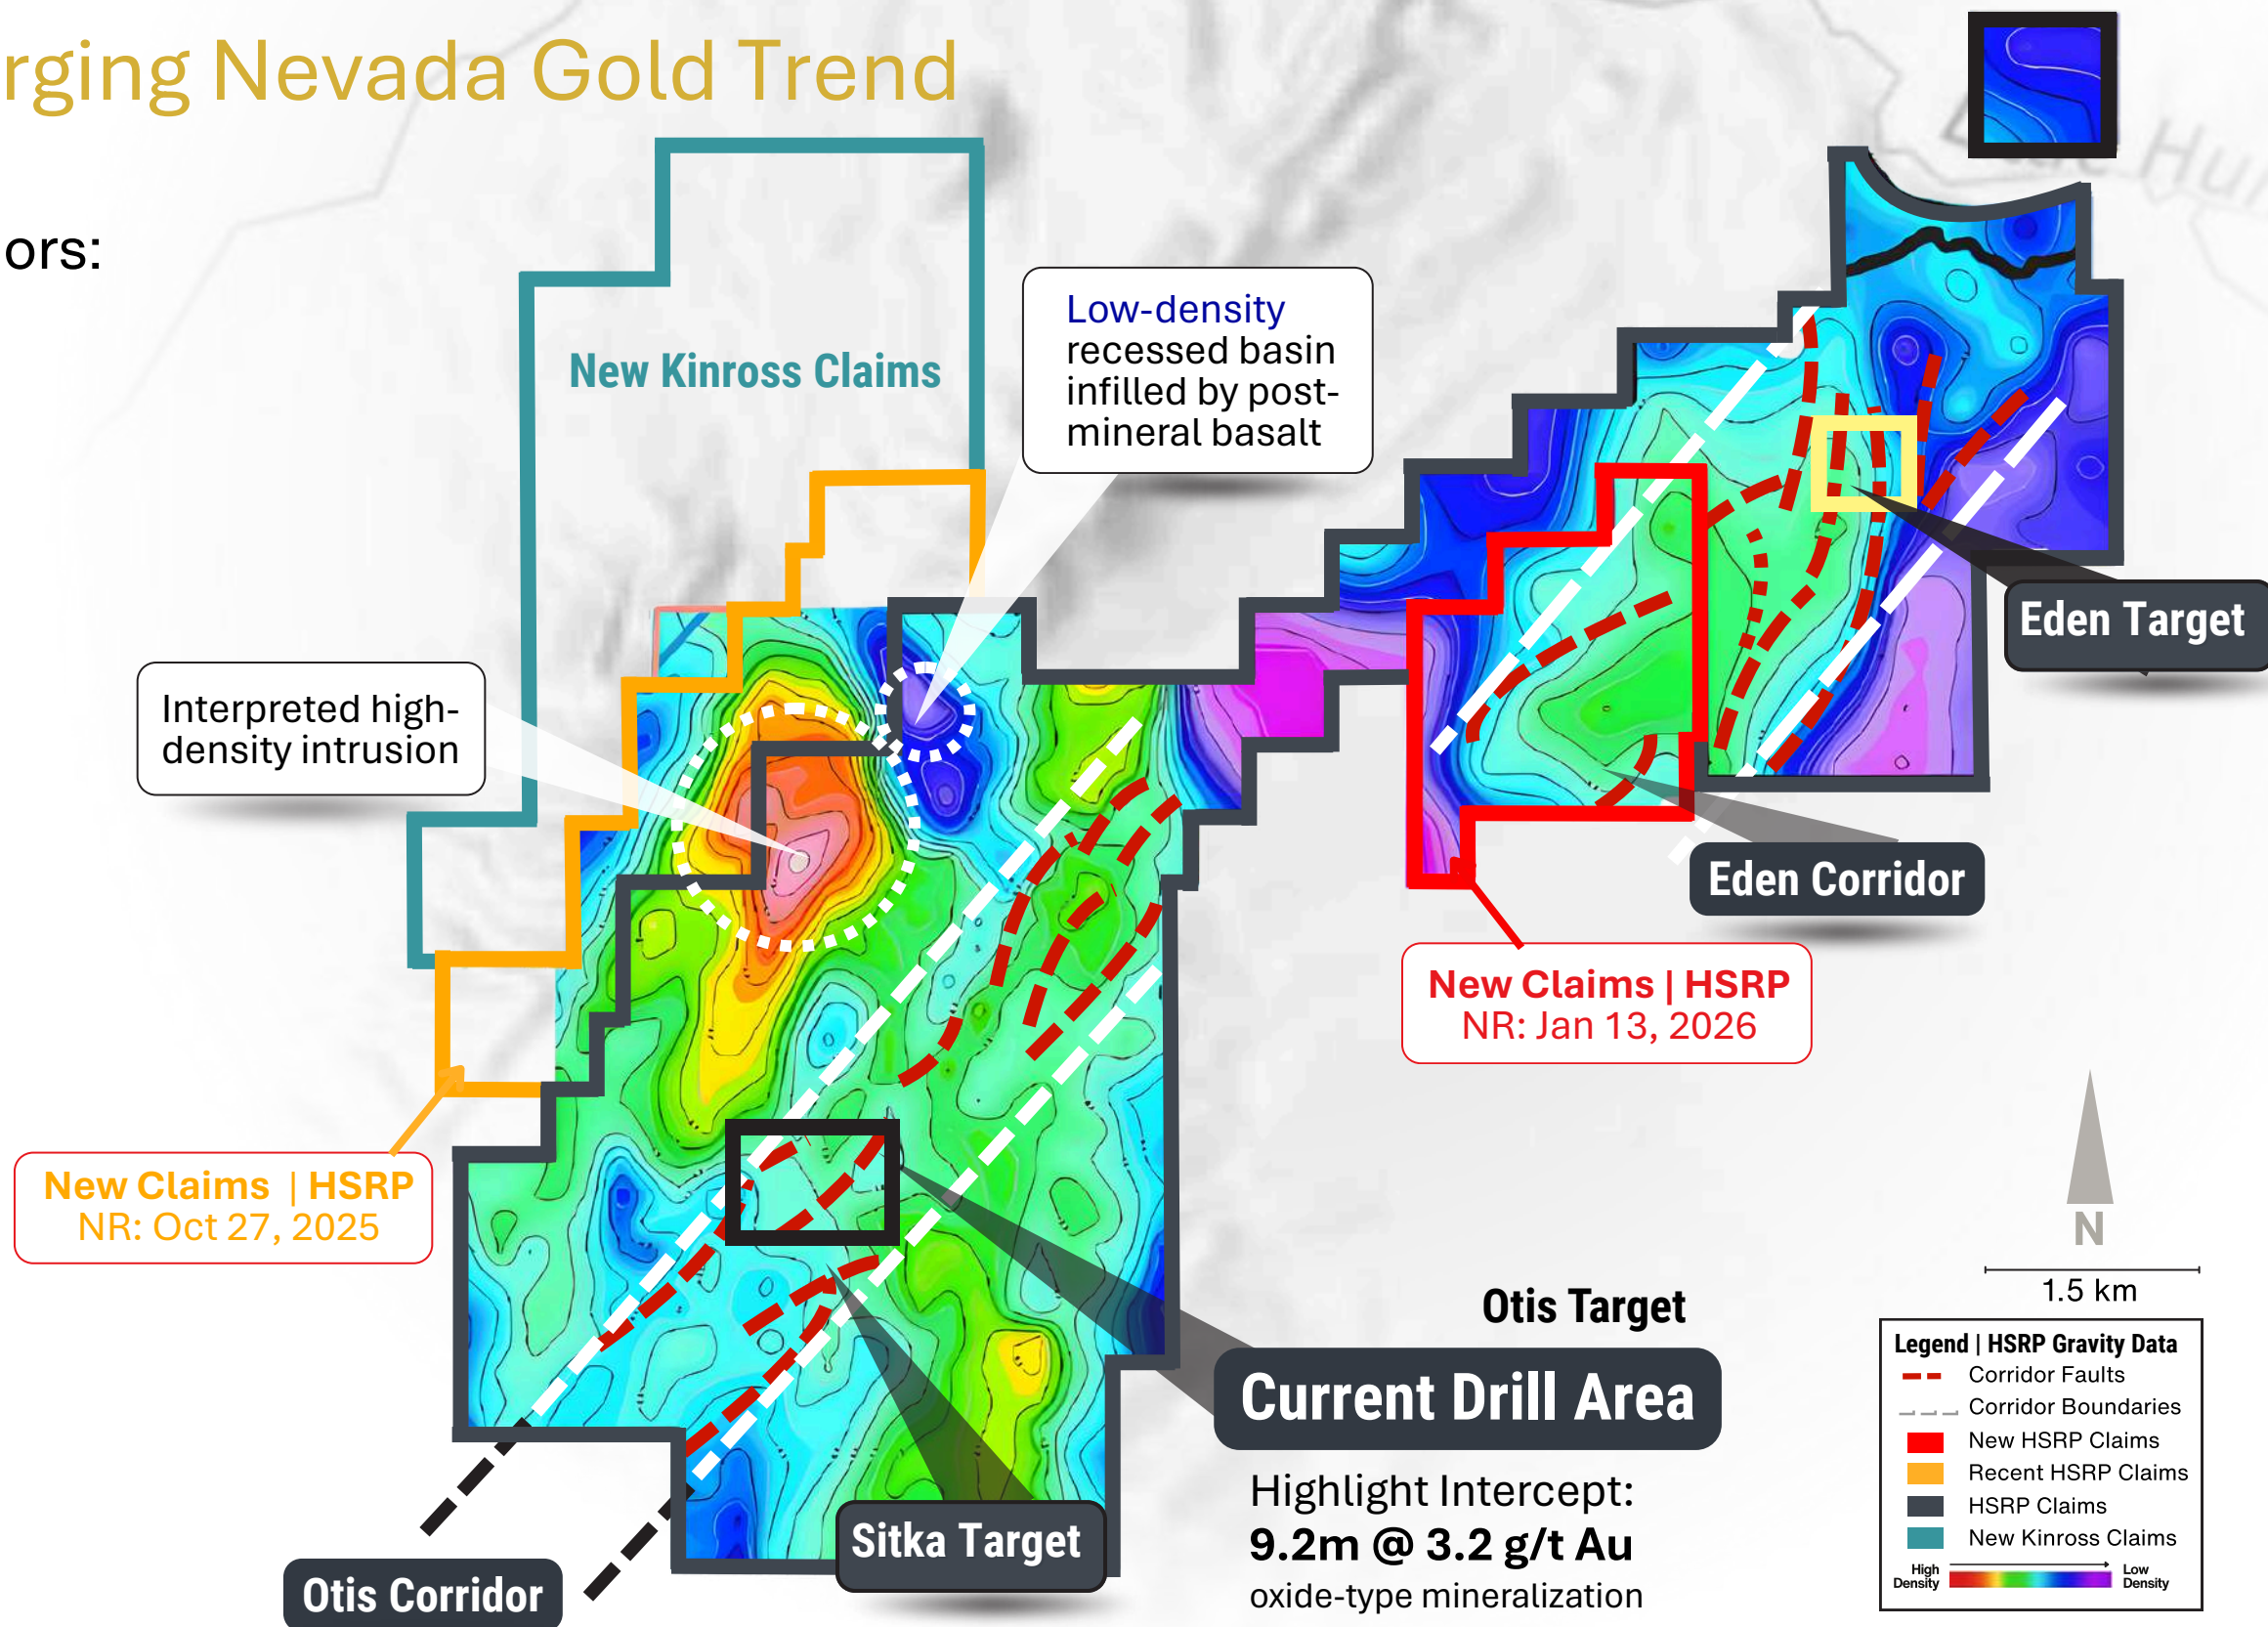 rging Nevada Gold Trend
ors:
New Kinross Claims
Low-density
recessed basin
infilled by post-
mineral basalt
Interpreted high-
density intrusion
Eden Target
Eden Corridor
New Claims | HSRP
NR: Jan 13, 2026
New Claims | HSRP
NR: Oct 27, 2025
N
1.5 km
Otis Target
Current Drill Area
Highlight Intercept:
9.2m @ 3.2 g/t Au
oxide-type mineralization
Sitka Target
Otis Corridor
Legend | HSRP Gravity Data
Corridor Faults
Corridor Boundaries
New HSRP Claims
Recent HSRP Claims
HSRP Claims
New Kinross Claims
High
Density
Low
Density